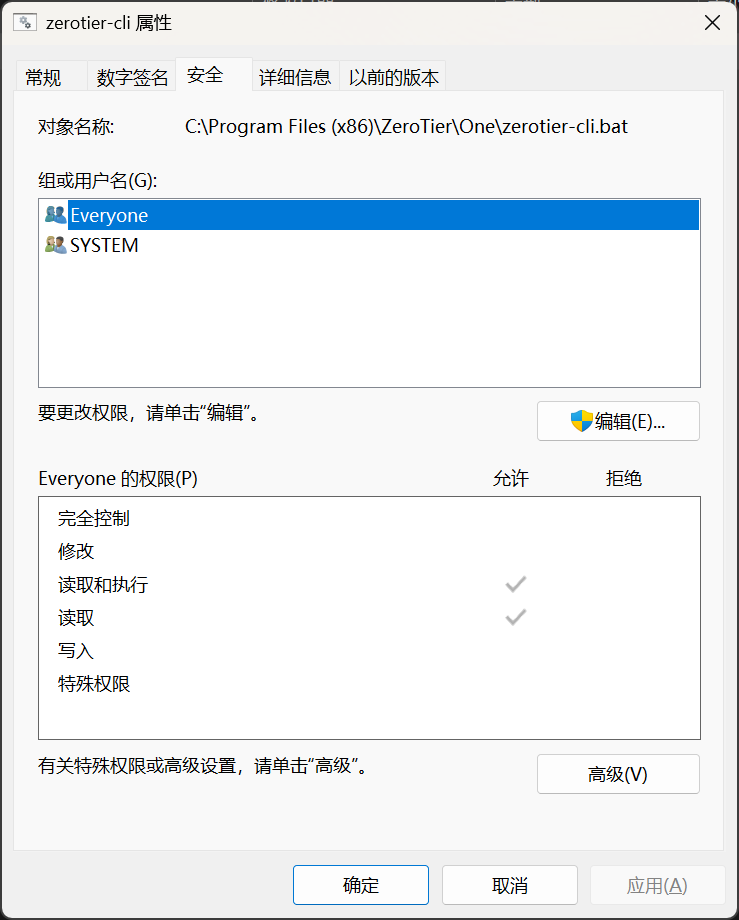 zerotier-cli 属性
常规 数字签名 安全 详细信息 以前的版本
对象名称: C:\Program Files (x86)\ZeroTier\One\zerotier-cli.bat
组或用户名(G):
Everyone
SYSTEM
要更改权限，请单击“编辑”。
编辑(E)...
Everyone 的权限(P) 允许 拒绝
完全控制
修改
读取和执行
读取
写入
特殊权限
有关特殊权限或高级设置，请单击“高级”。
高级(V)
确定 取消 应用(A)